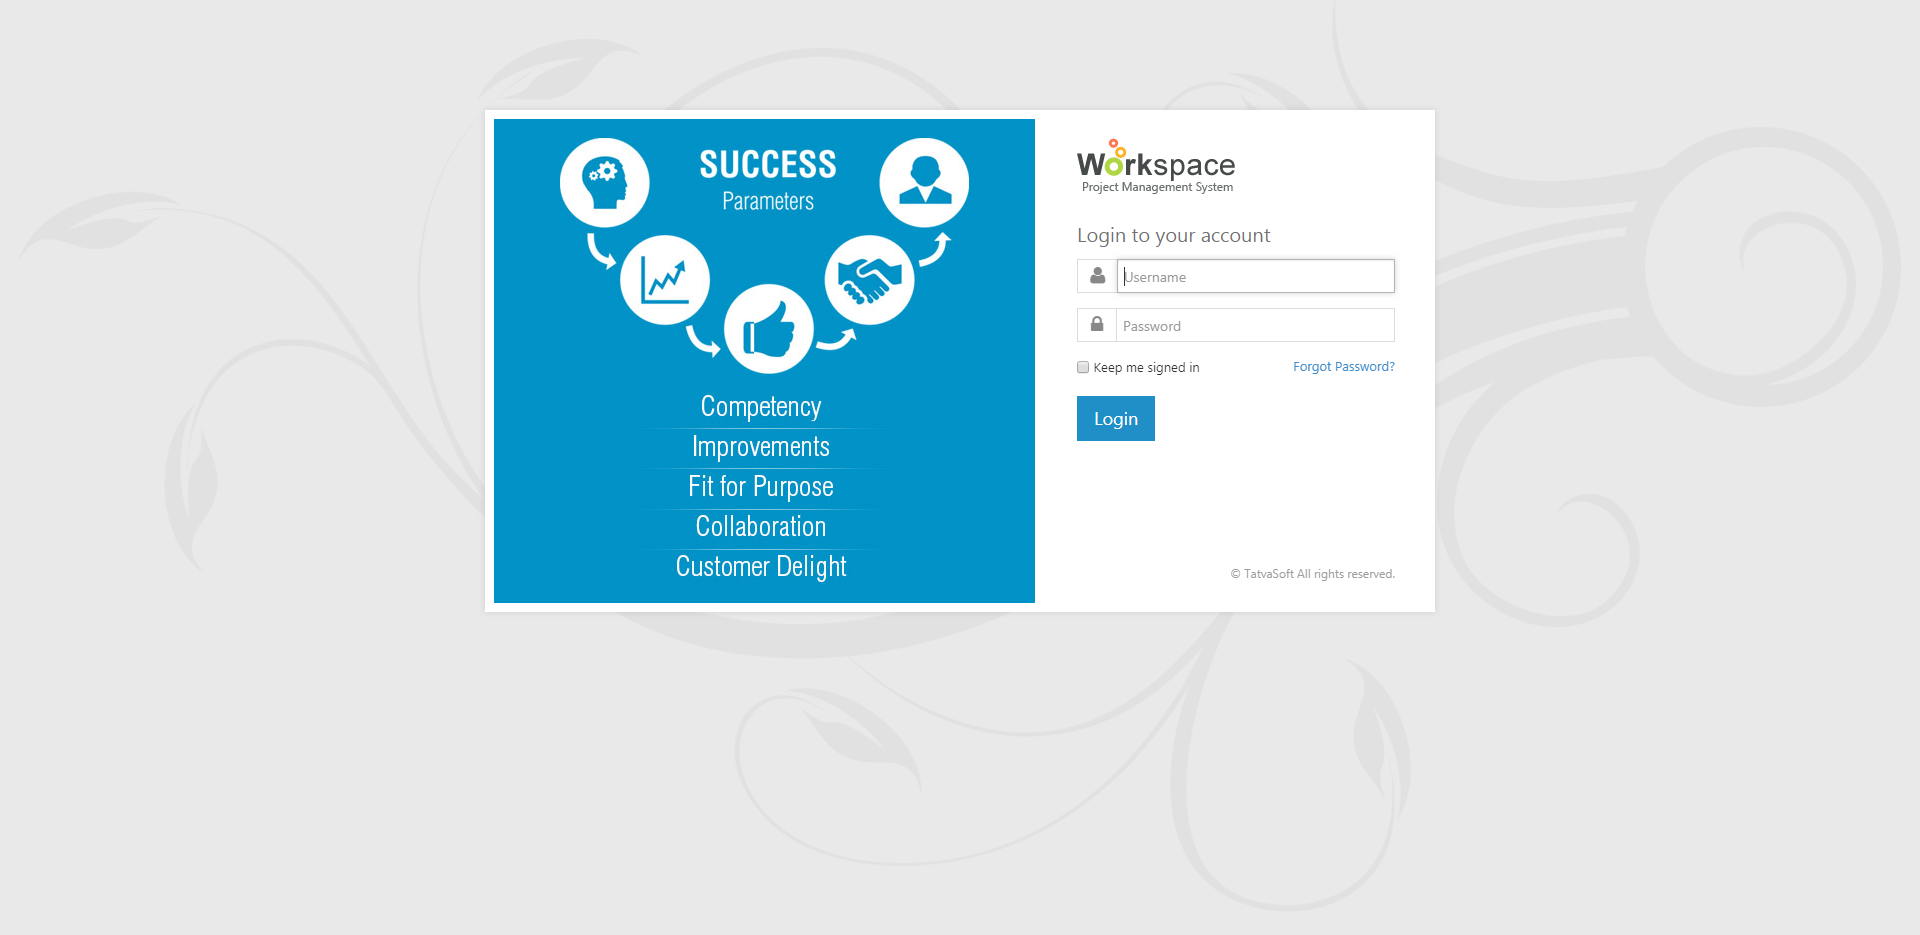 SUCCESS
Parameters
Competency
Improvements
Fit for Purpose
Collaboration
Customer Delight
Workspace
Project Management System
Login to your account
Username
Password
Keep me signed in
Forgot Password?
Login
© TatvaSoft All rights reserved.